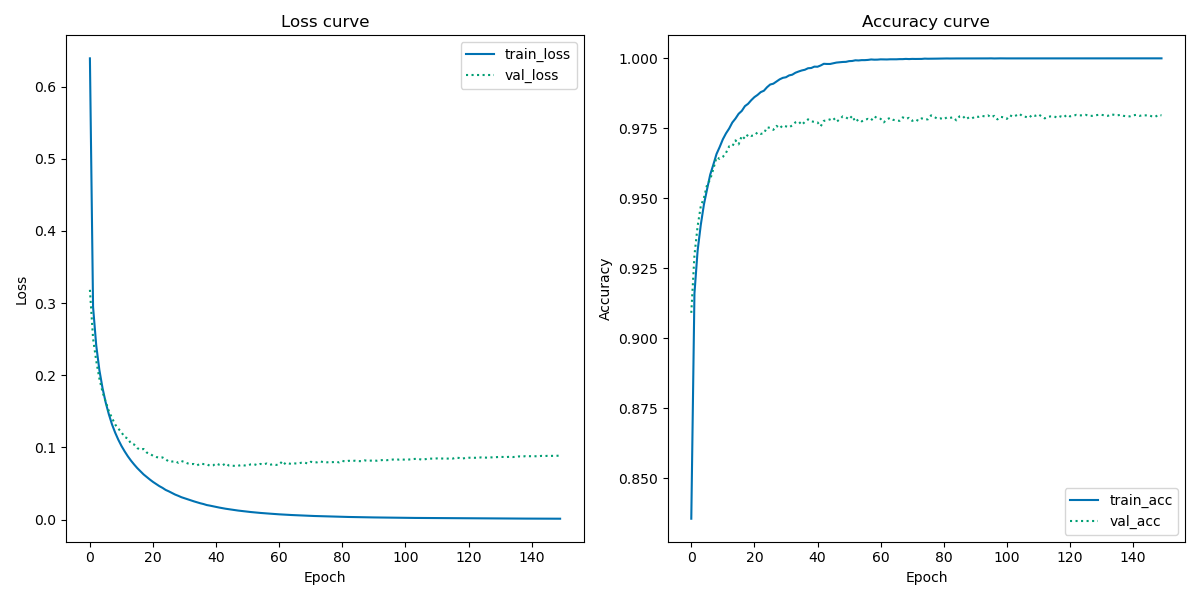 Loss curve
train_loss
val_loss
0.6
0.5
0.4
0.3
0.2
0.1
0.0
Loss
0 20 40 60 80 100 120 140
Epoch
Accuracy curve
1.000
0.975
0.950
0.925
0.900
0.875
0.850
Accuracy
train_acc
val_acc
0 20 40 60 80 100 120 140
Epoch